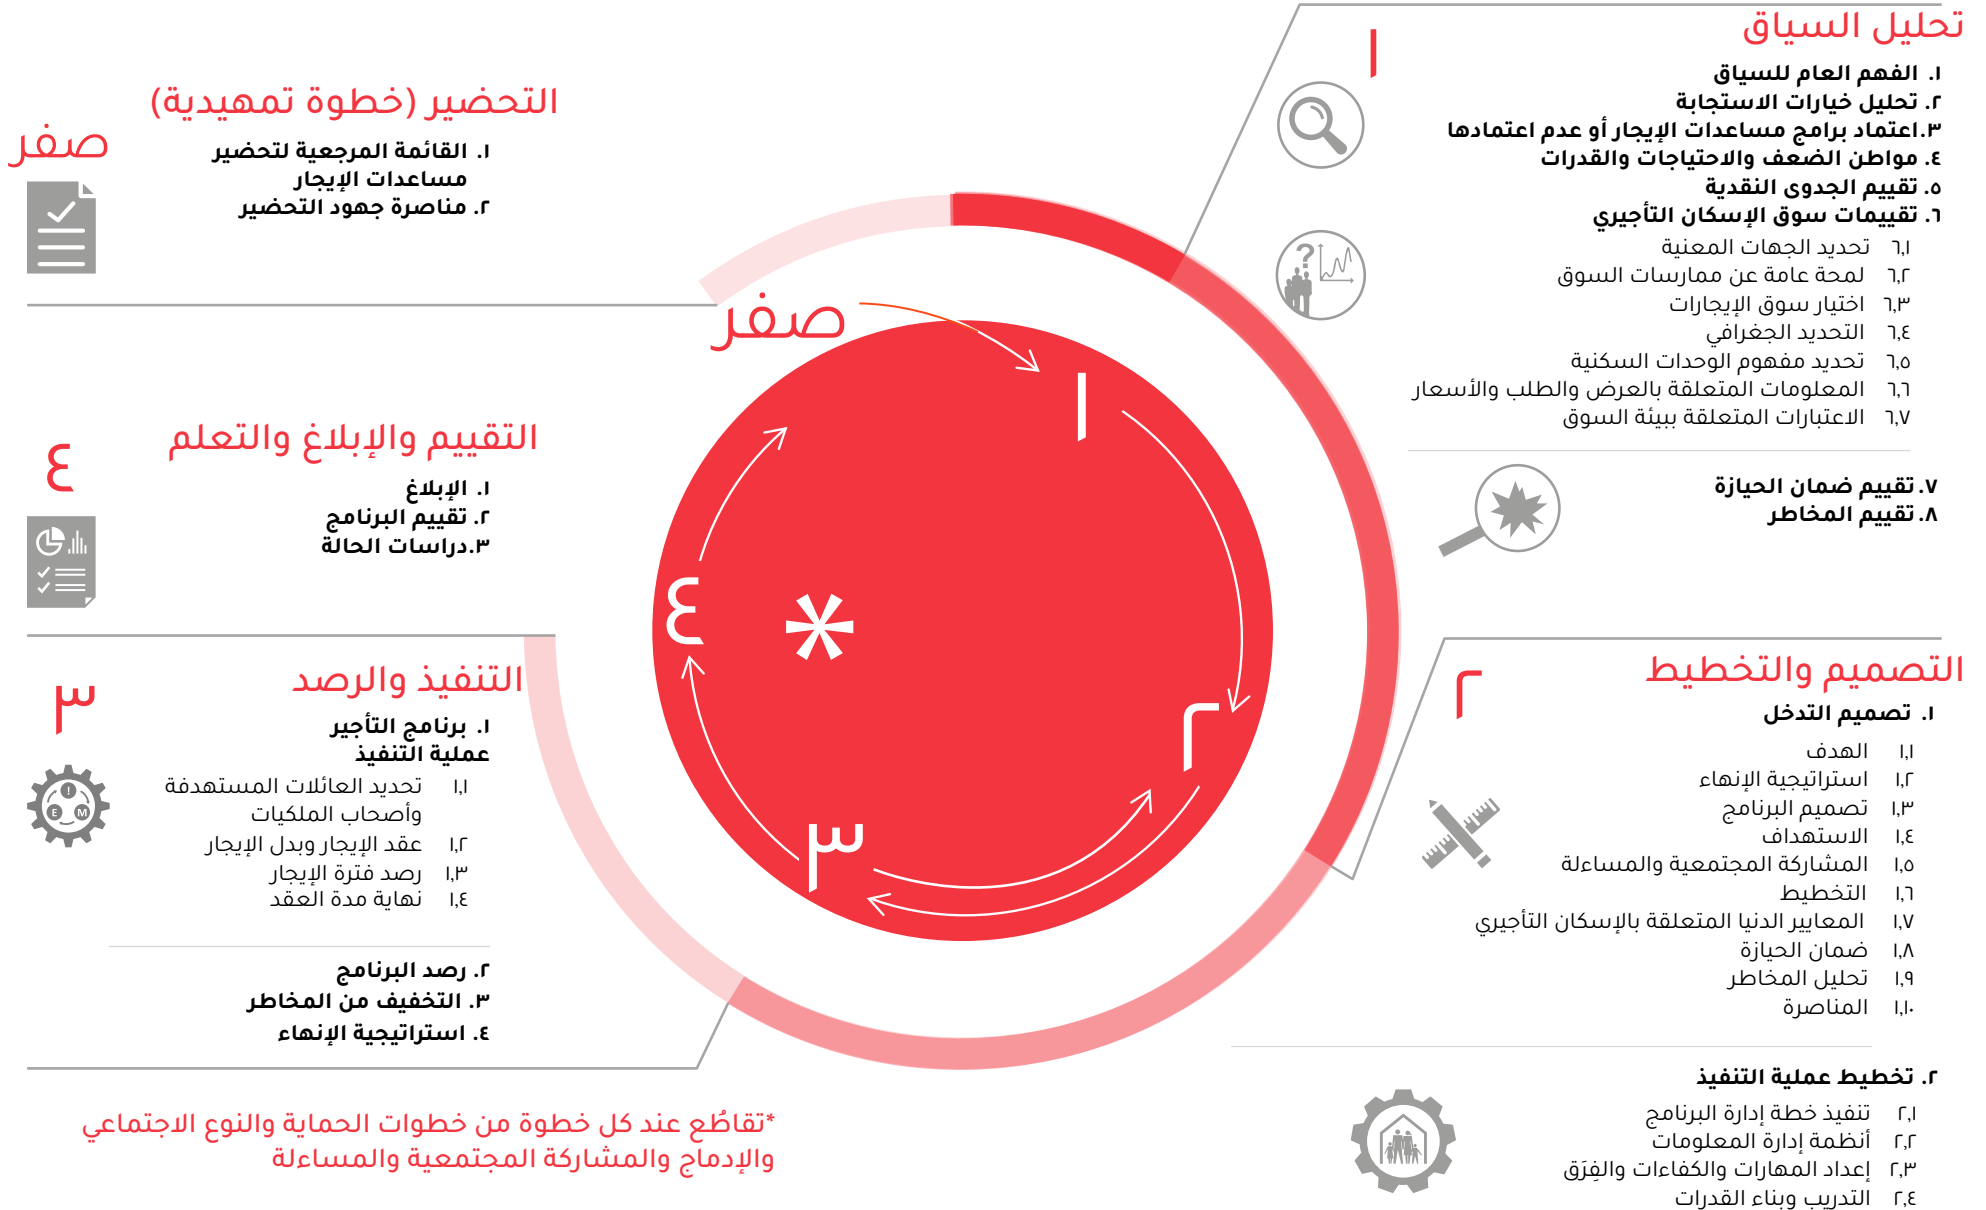 تحليل السياق
١
١. الفهم العام للسياق
٢. تحليل خيارات الاستجابة
٣.اعتماد برامج مساعدات الإيجار أو عدم اعتمادها
٤. مواطن الضعف والاحتياجات والقدرات
٥. تقييم الجدوى النقدية
٦. تقييمات سوق الإسكان التأجيري
٦,١ تحديد الجهات المعنية
٦,٢ لمحة عامة عن ممارسات السوق
٦,٣ اختيار سوق الإيجارات
٦,٤ التحديد الجغرافي
٦,٥ تحديد مفهوم الوحدات السكنية
٦,٦ المعلومات المتعلقة بالعرض والطلب والأسعار
٦,٧ الاعتبارات المتعلقة ببيئة السوق
٧. تقييم ضمان الحيازة
٨. تقييم المخاطر
?
التصميم والتخطيط
٢
١. تصميم التدخل
١,١ الهدف
١,٢ استراتيجية الإنهاء
١,٣ تصميم البرنامج
١,٤ الاستهداف
١,٥ المشاركة المجتمعية والمساءلة
١,٦ التخطيط
١,٧ المعايير الدنيا المتعلقة بالإسكان التأجيري
١,٨ ضمان الحيازة
١,٩ تحليل المخاطر
١,١٠ المناصرة
٢. تخطيط عملية التنفيذ
٢,١ تنفيذ خطة إدارة البرنامج
٢,٢ أنظمة إدارة المعلومات
٢,٣ إعداد المهارات والكفاءات والفِرَق
٢,٤ التدريب وبناء القدرات
صفر
١
٢
٣
٤
*
التحضير (خطوة تمهيدية)
صفر
١. القائمة المرجعية لتحضير
مساعدات الإيجار
٢. مناصرة جهود التحضير
التقييم والإبلاغ والتعلم
٤
١. الإبلاغ
٢. تقييم البرنامج
٣.دراسات الحالة
التنفيذ والرصد
٣
١. برنامج التأجير
عملية التنفيذ
١,١ تحديد العائلات المستهدفة
وأصحاب الملكيات
١,٢ عقد الإيجار وبدل الإيجار
١,٣ رصد فترة الإيجار
١,٤ نهاية مدة العقد
٢. رصد البرنامج
٣. التخفيف من المخاطر
٤. استراتيجية الإنهاء
I
E M
*تقاطُع عند كل خطوة من خطوات الحماية والنوع الاجتماعي
والإدماج والمشاركة المجتمعية والمساءلة